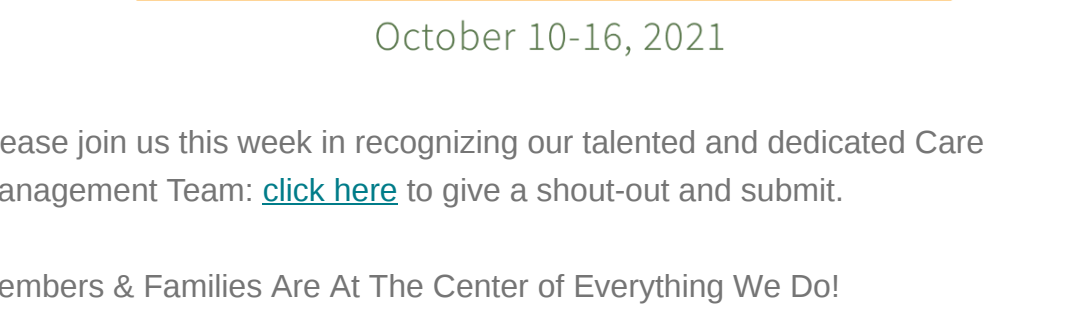 October 10-16, 2021
ease join us this week in recognizing our talented and dedicated Care
anagement Team: click here to give a shout-out and submit.
embers & Families Are At The Center of Everything We Do!